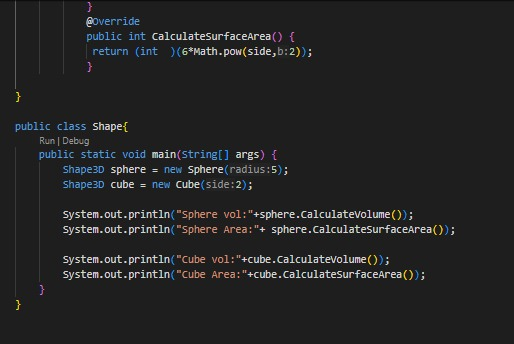 }
@Override
public int CalculateSurfaceArea() {
return (int  )(6*Math.pow(side,b:2));
}
}
public class Shape{
Run | Debug
public static void main(String[] args) {
Shape3D sphere = new Sphere(radius:5);
Shape3D cube = new Cube(side:2);
System.out.println("Sphere vol:"+sphere.CalculateVolume());
System.out.println("Sphere Area:"+ sphere.CalculateSurfaceArea());
System.out.println("Cube vol:"+cube.CalculateVolume());
System.out.println("Cube Area:"+cube.CalculateSurfaceArea());
}
}